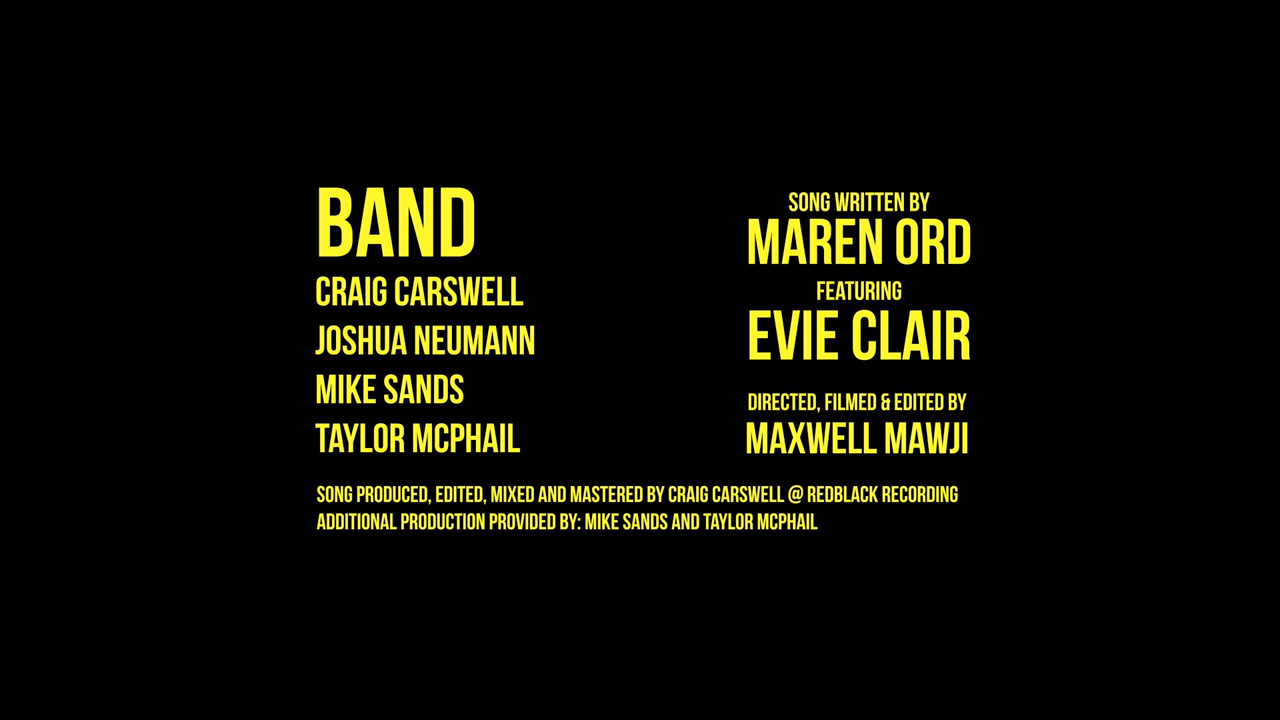 BAND
CRAIG CARSWELL
JOSHUA NEUMANN
MIKE SANDS
TAYLOR MCPHAIL
SONG WRITTEN BY
MAREN ORD
FEATURING
EVIE CLAIR
DIRECTED, FILMED & EDITED BY
MAXWELL MAWJI
SONG PRODUCED, EDITED, MIXED AND MASTERED BY CRAIG CARSWELL @ REDBLACK RECORDING
ADDITIONAL PRODUCTION PROVIDED BY: MIKE SANDS AND TAYLOR MCPHAIL